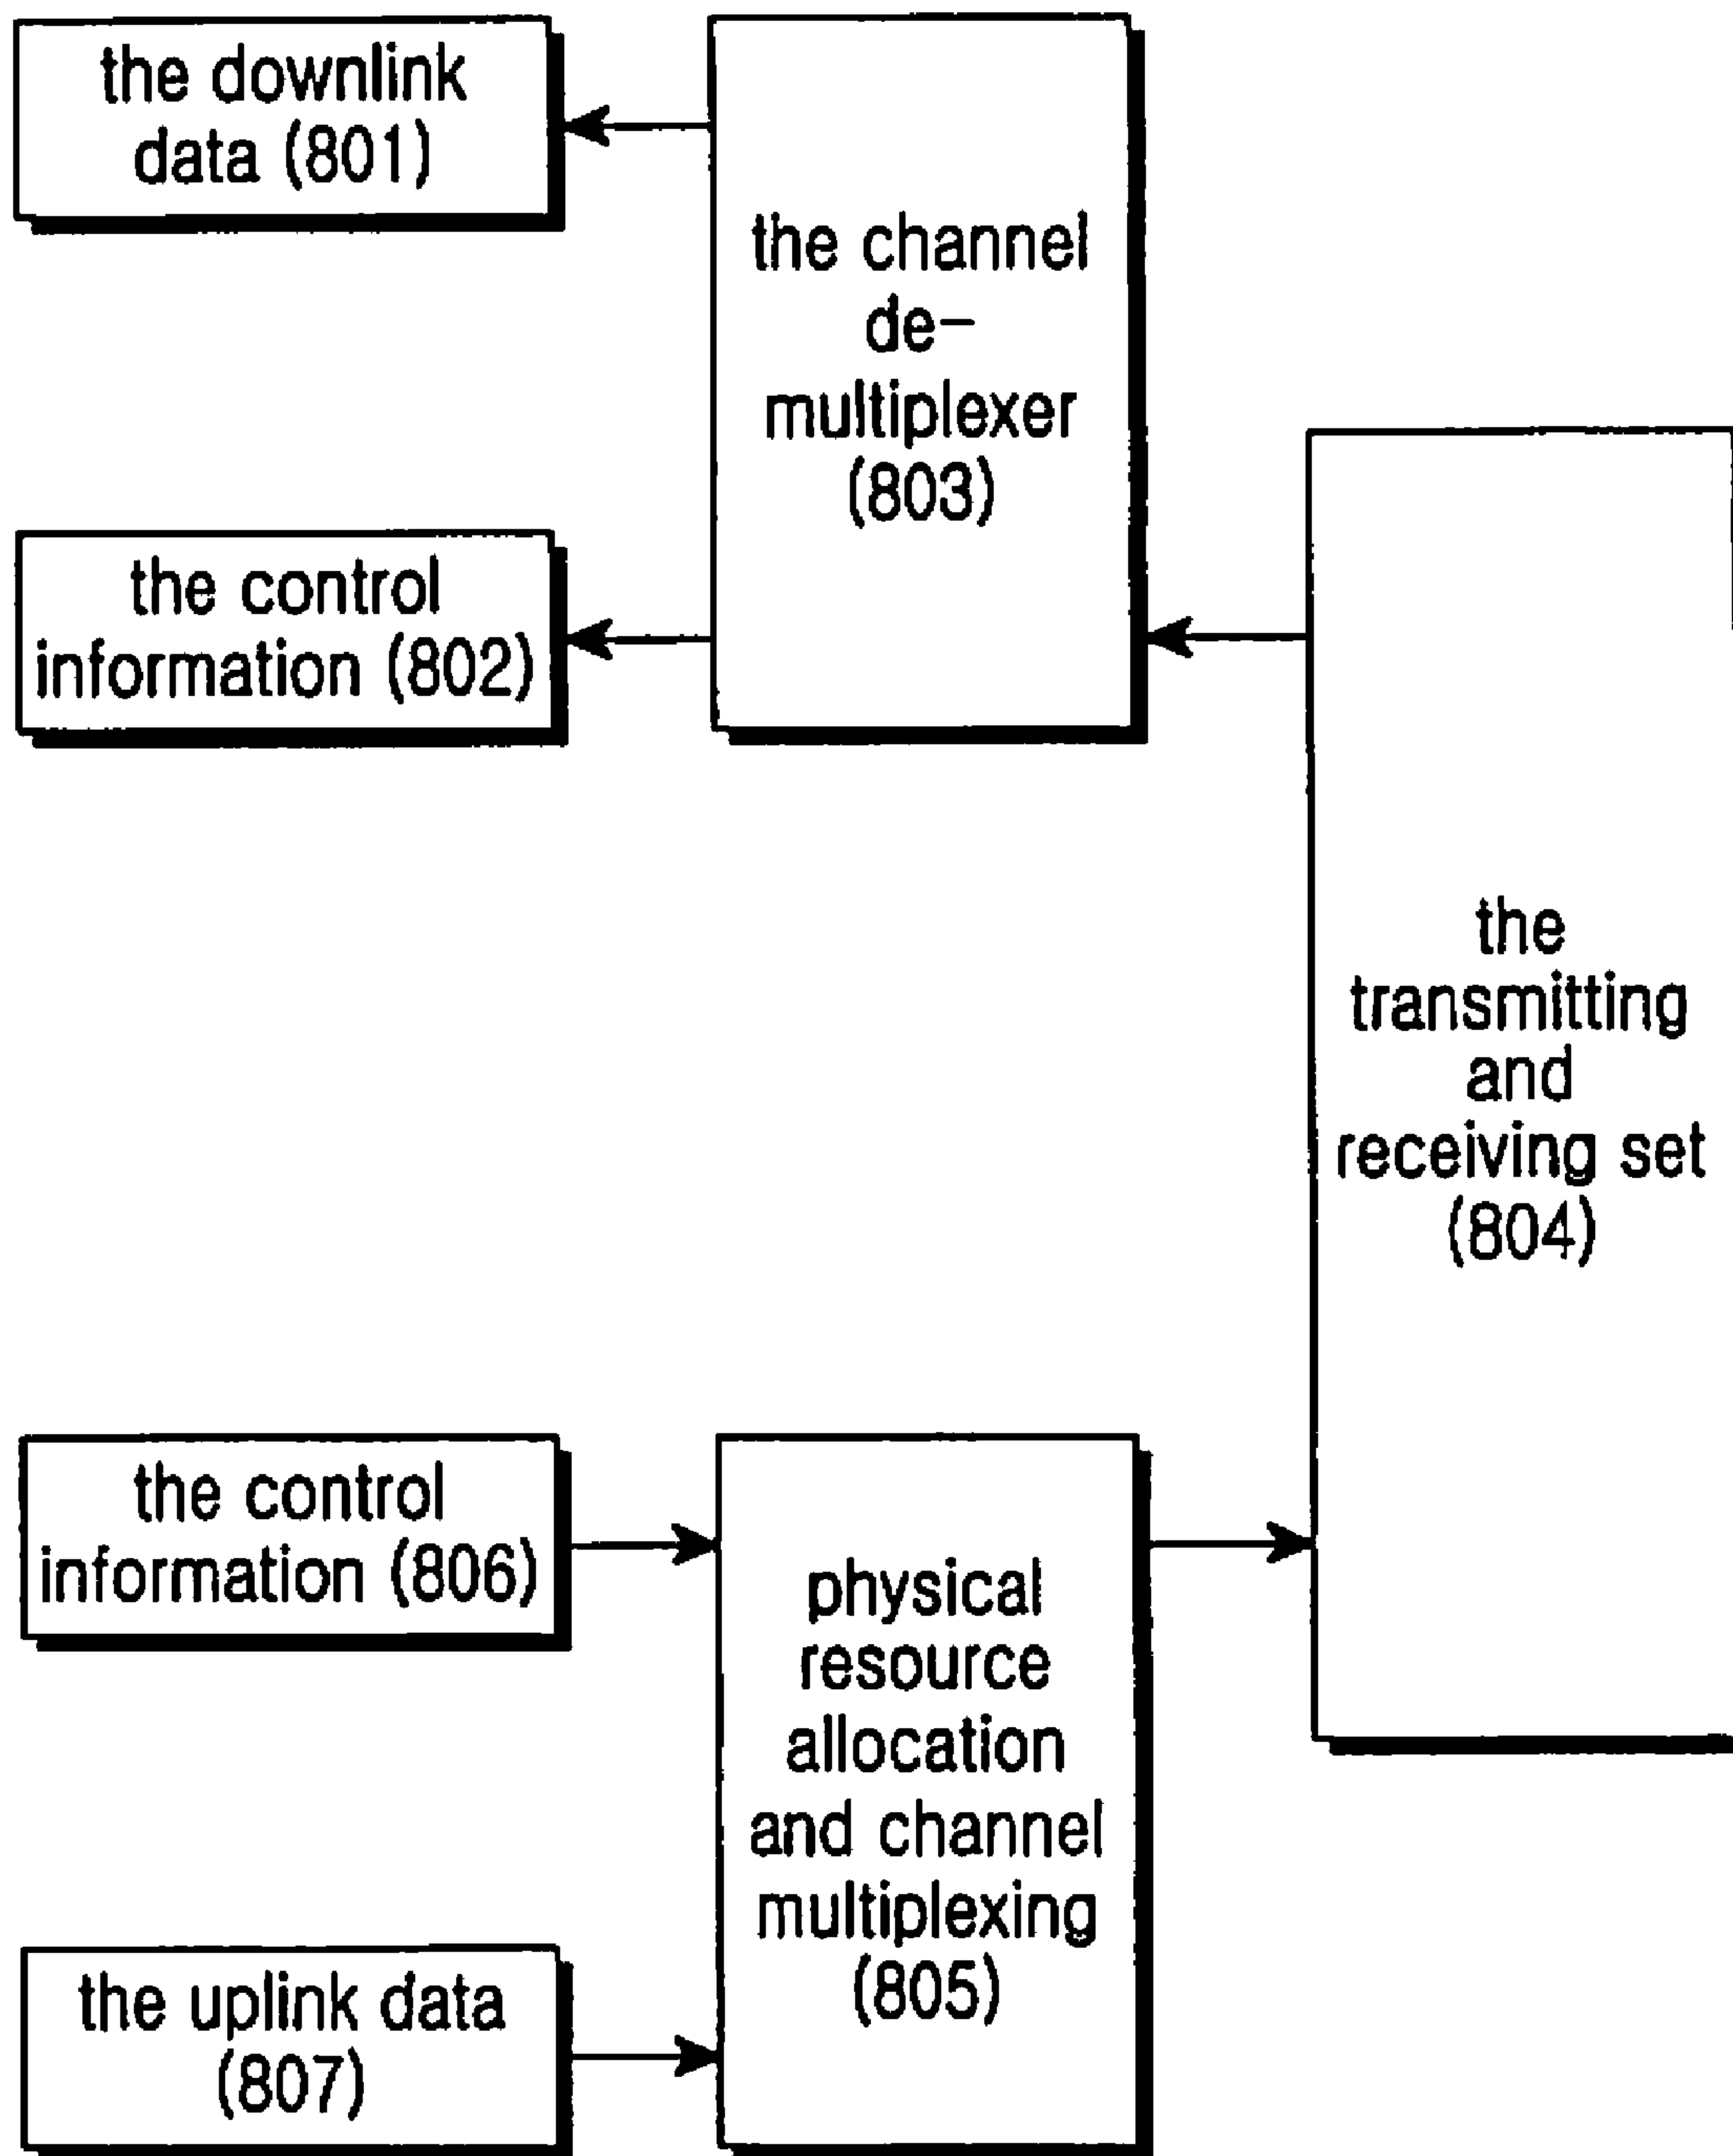 the downlink
data (801)
the channel
de-
multiplexer
(803)
the control
information (802)
the
transmitting
and
receiving set
(804)
the control
information (806)
physical
resource
allocation
and channel
multiplexing
(805)
the uplink data
(807)